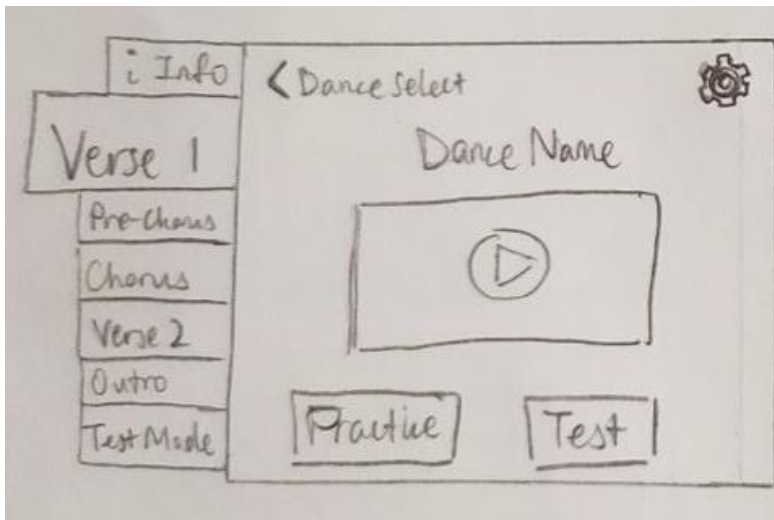 i Info
< Dance Select
Verse 1
Dance Name
Pre-Chorus
Chorus
Verse 2
Outro
Test Mode
Practice
Test